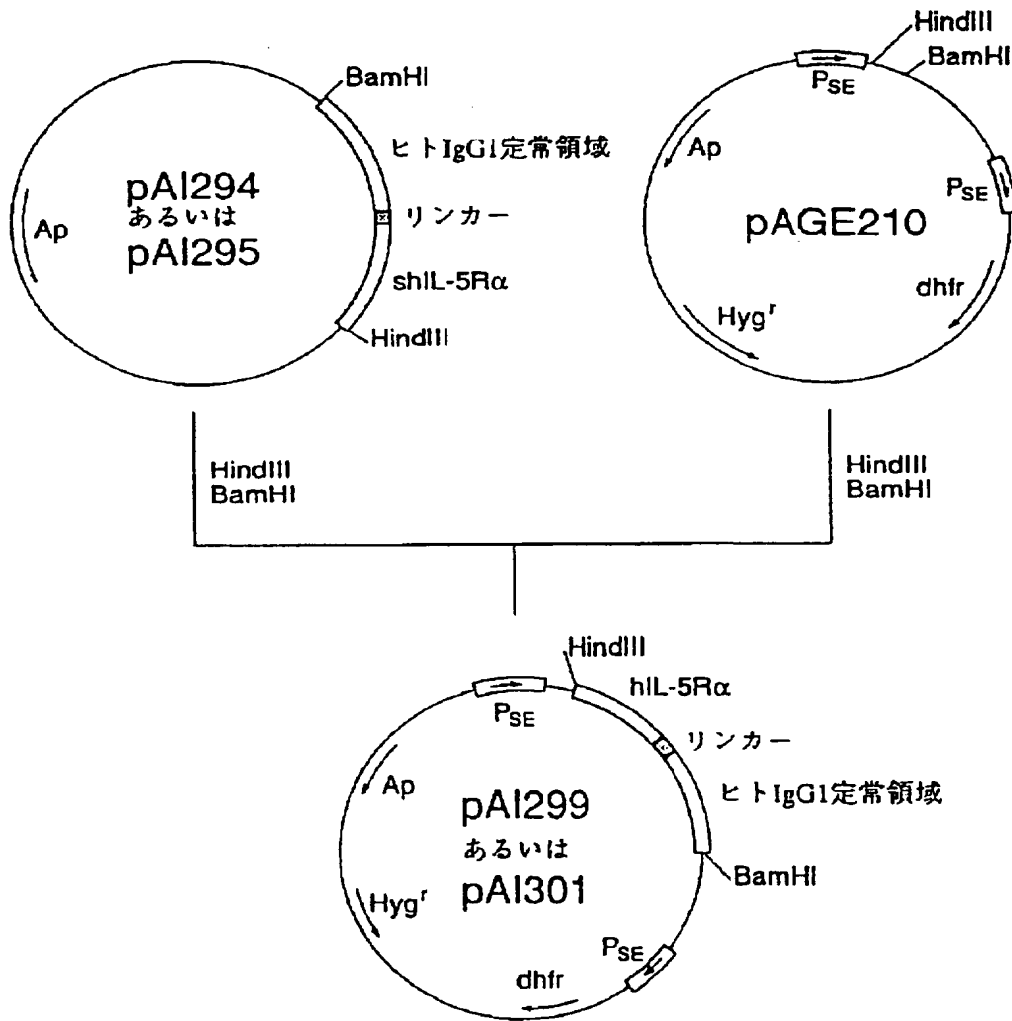 BamHI
ヒトIgG1定常領域
pAI294
あるいは
pAI295
Ap
リンカー
shIL-5Rα
HindIII
HindIII
BamHI
PSE
Ap
PSE
pAGE210
dhfr
Hygr
HindIII
BamHI
HindIII
BamHI
HindIII
hIL-5Rα
PSE
リンカー
Ap
ヒトIgG1定常領域
pAI299
あるいは
pAI301
BamHI
Hygr
PSE
dhfr